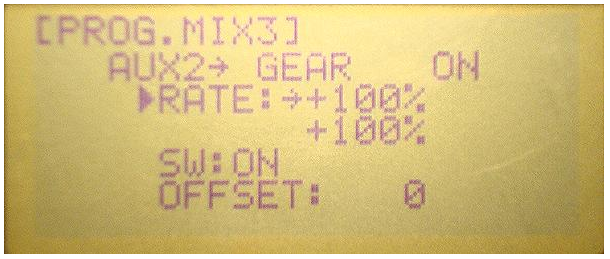 [PROG.MIX3]
AUX2→ GEAR ON
▶RATE:→+100%
+100%
SW:ON
OFFSET: 0